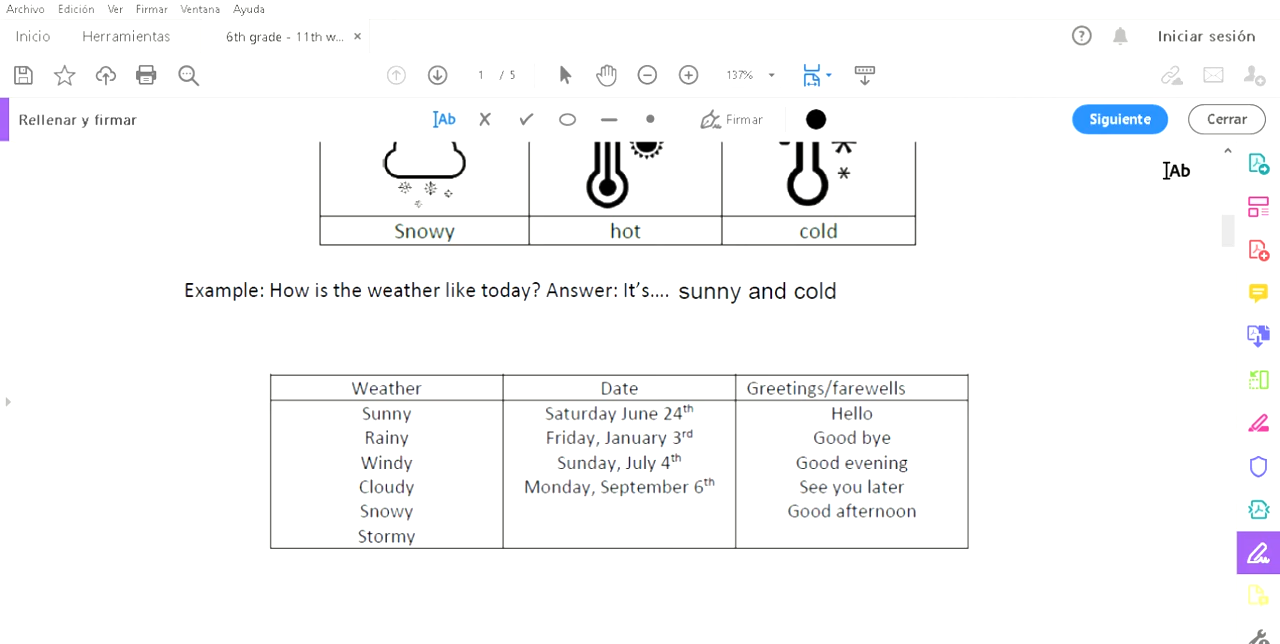 Archivo Edición Ver Firmar Ventana Ayuda
Inicio Herramientas 6th grade - 11th w... × ? Iniciar sesión
1 / 5 137%
Rellenar y firmar Ab Firmar Siguiente Cerrar
Ab
Snowy hot cold
Example: How is the weather like today? Answer: It's.... sunny and cold
Weather Date Greetings/farewells
Sunny Saturday June 24th Hello
Rainy Friday, January 3rd Good bye
Windy Sunday, July 4th Good evening
Cloudy Monday, September 6th See you later
Snowy Good afternoon
Stormy